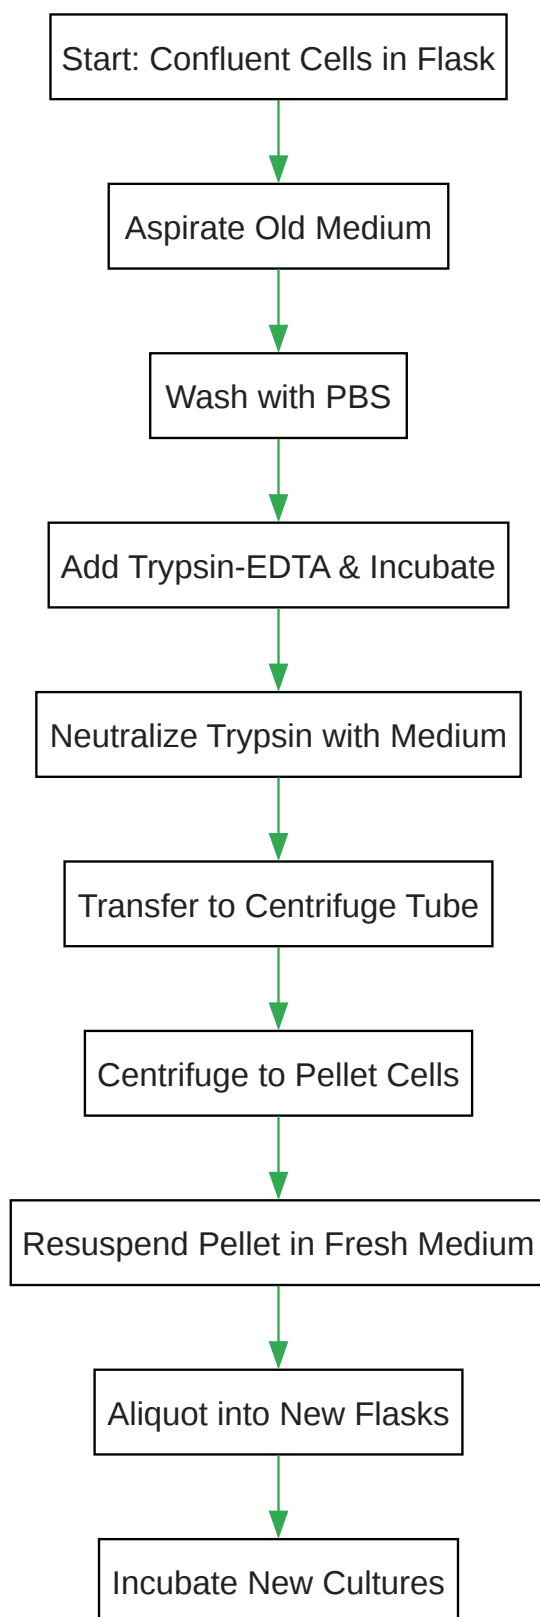 Start: Confluent Cells in Flask
Aspirate Old Medium
Wash with PBS
Add Trypsin-EDTA & Incubate
Neutralize Trypsin with Medium
Transfer to Centrifuge Tube
Centrifuge to Pellet Cells
Resuspend Pellet in Fresh Medium
Aliquot into New Flasks
Incubate New Cultures